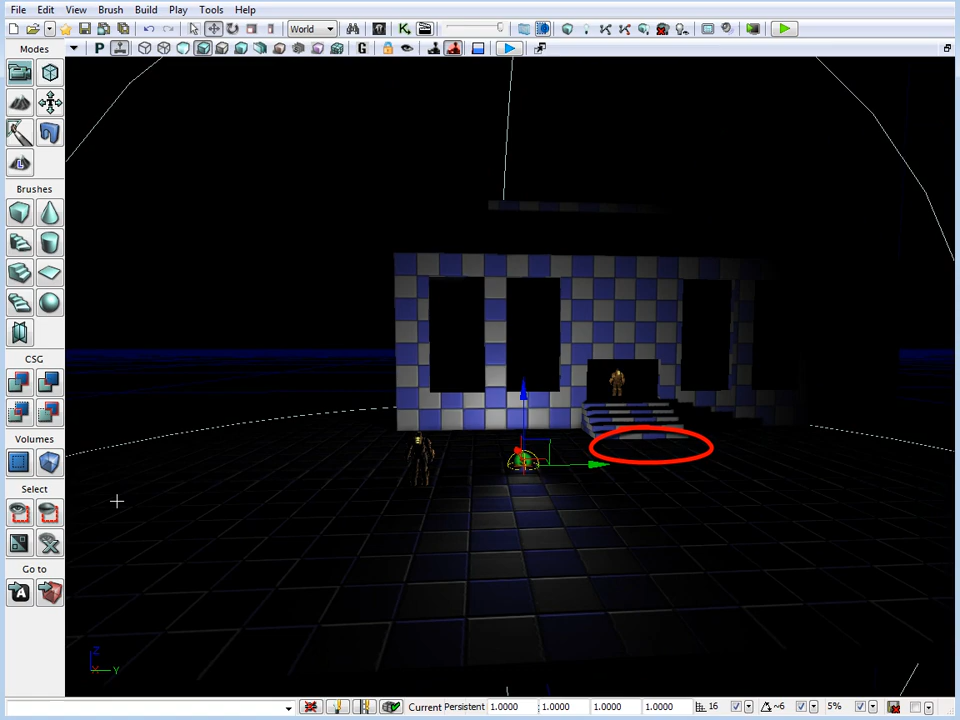 File Edit View Brush Build Play Tools Help
World
Modes
P
G
Brushes
CSG
Volumes
Select
Go to
A
Z
X Y
Current Persistent 1.0000 1.0000 1.0000 1.0000 16 ~6 5%